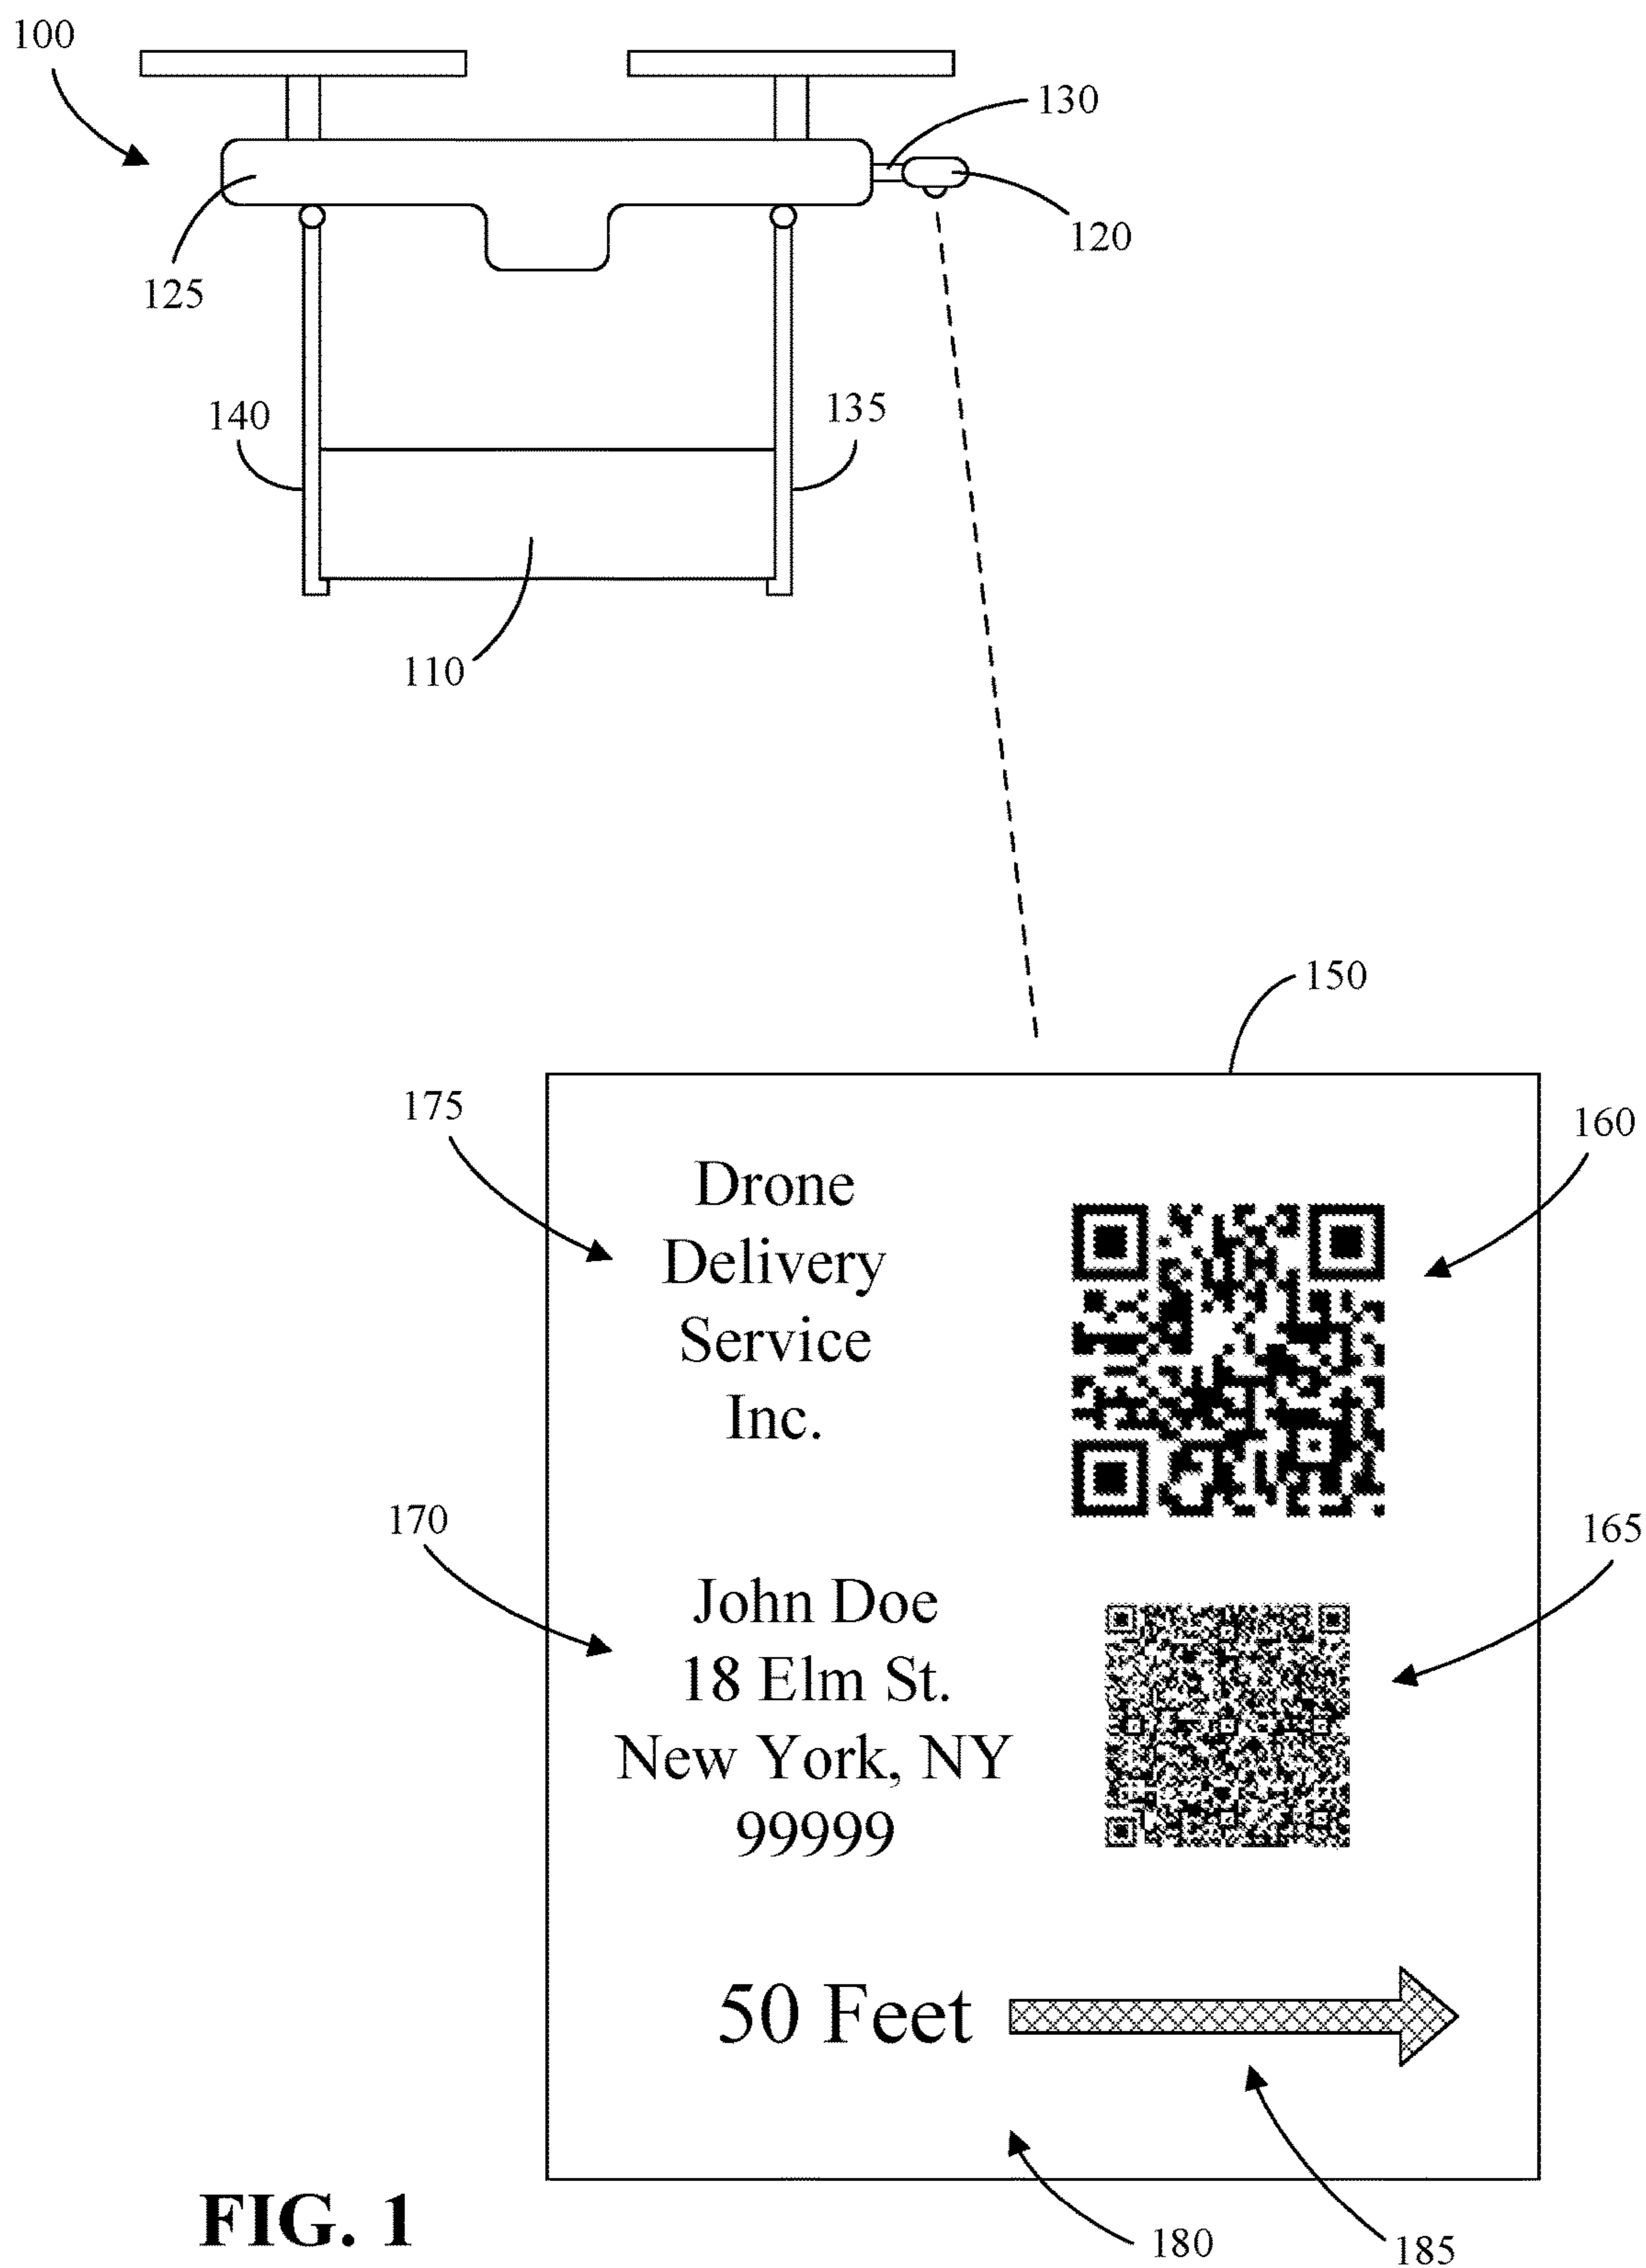 100
130
120
125
140
135
110
150
175
160
Drone
Delivery
Service
Inc.
170
165
John Doe
18 Elm St.
New York, NY
99999
50 Feet
180
185
FIG. 1